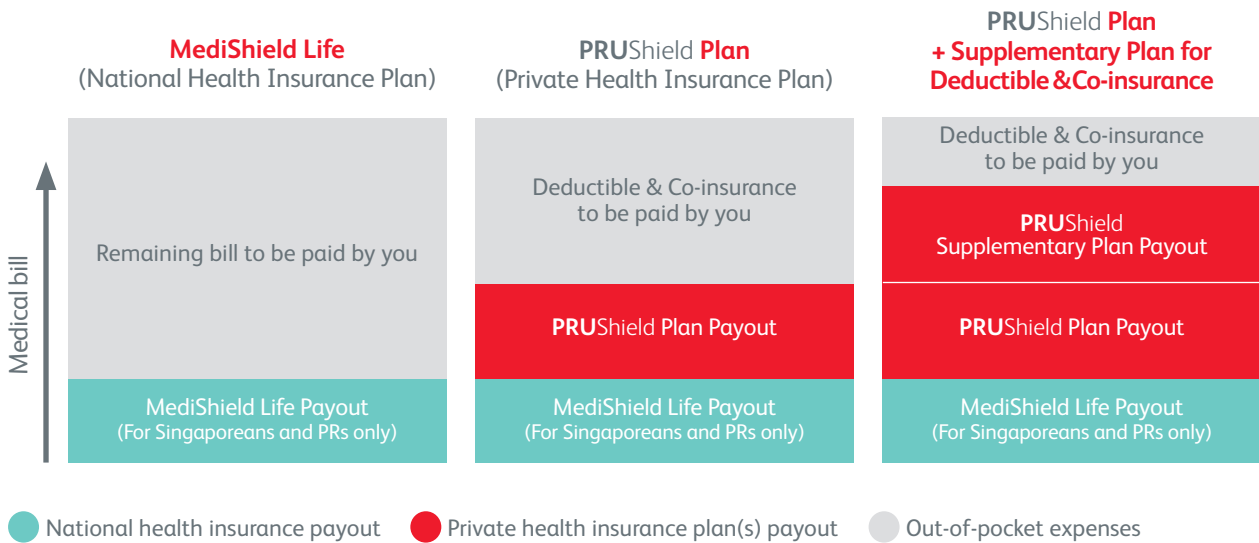 MediShield Life
(National Health Insurance Plan)
PRUShield Plan
(Private Health Insurance Plan)
PRUShield Plan
+ Supplementary Plan for
Deductible &Co-insurance
Medical bill
Remaining bill to be paid by you
MediShield Life Payout
(For Singaporeans and PRs only)
Deductible & Co-insurance
to be paid by you
PRUShield Plan Payout
MediShield Life Payout
(For Singaporeans and PRs only)
Deductible & Co-insurance
to be paid by you
PRUShield
Supplementary Plan Payout
PRUShield Plan Payout
MediShield Life Payout
(For Singaporeans and PRs only)
National health insurance payout
Private health insurance plan(s) payout
Out-of-pocket expenses